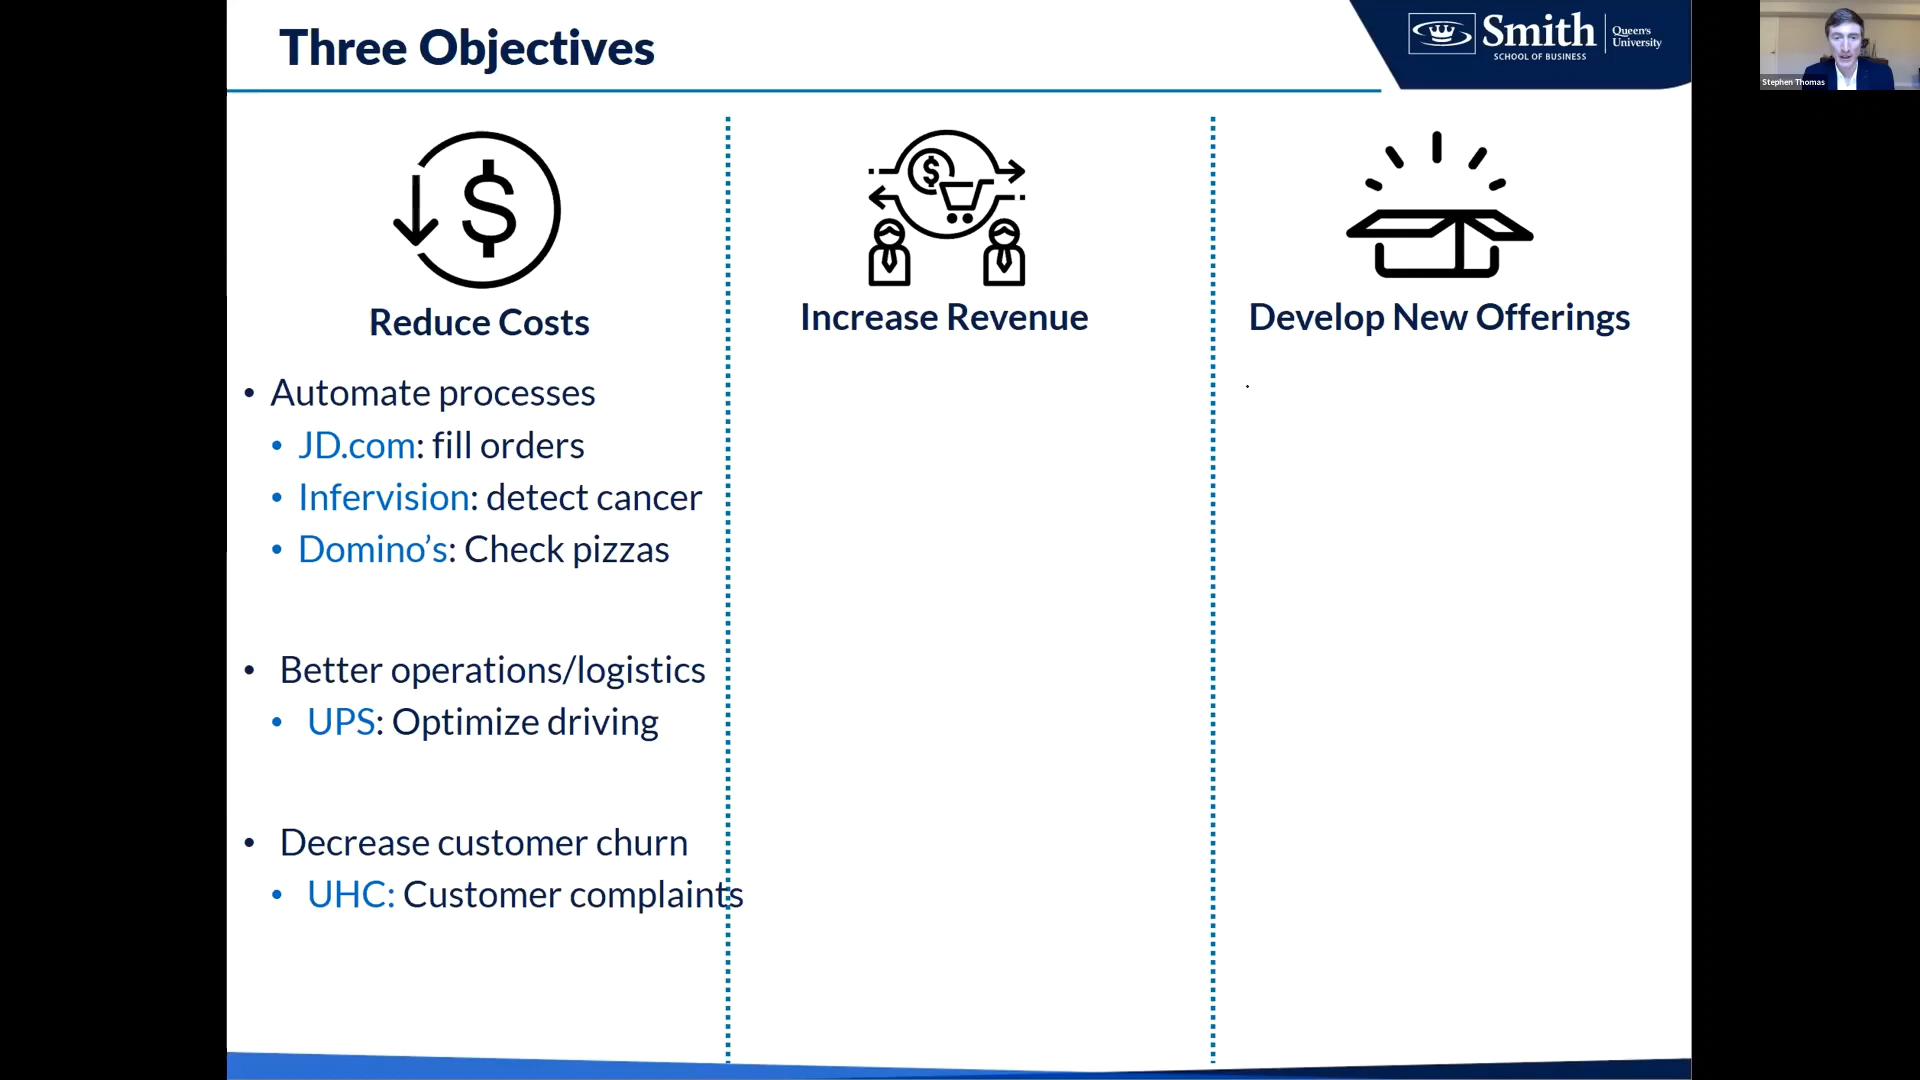 Three Objectives
Smith
SCHOOL OF BUSINESS
Queen's
University
Stephen Thomas
Reduce Costs
• Automate processes
• JD.com: fill orders
• Infervision: detect cancer
• Domino’s: Check pizzas
• Better operations/logistics
• UPS: Optimize driving
• Decrease customer churn
• UHC: Customer complaints
Increase Revenue
Develop New Offerings